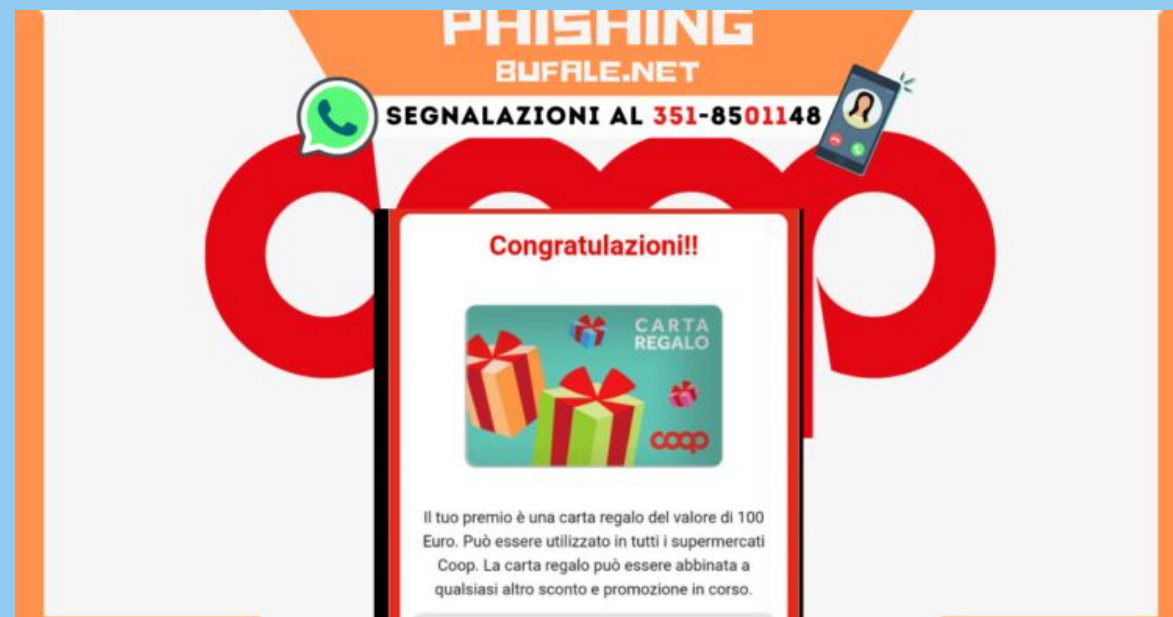 PHISHING
BUFALE.NET
SEGNALAZIONI AL 351-8501148
coop
Congratulazioni!!
CARTA
REGALO
coop
Il tuo premio è una carta regalo del valore di 100
Euro. Può essere utilizzato in tutti i supermercati
Coop. La carta regalo può essere abbinata a
qualsiasi altro sconto e promozione in corso.